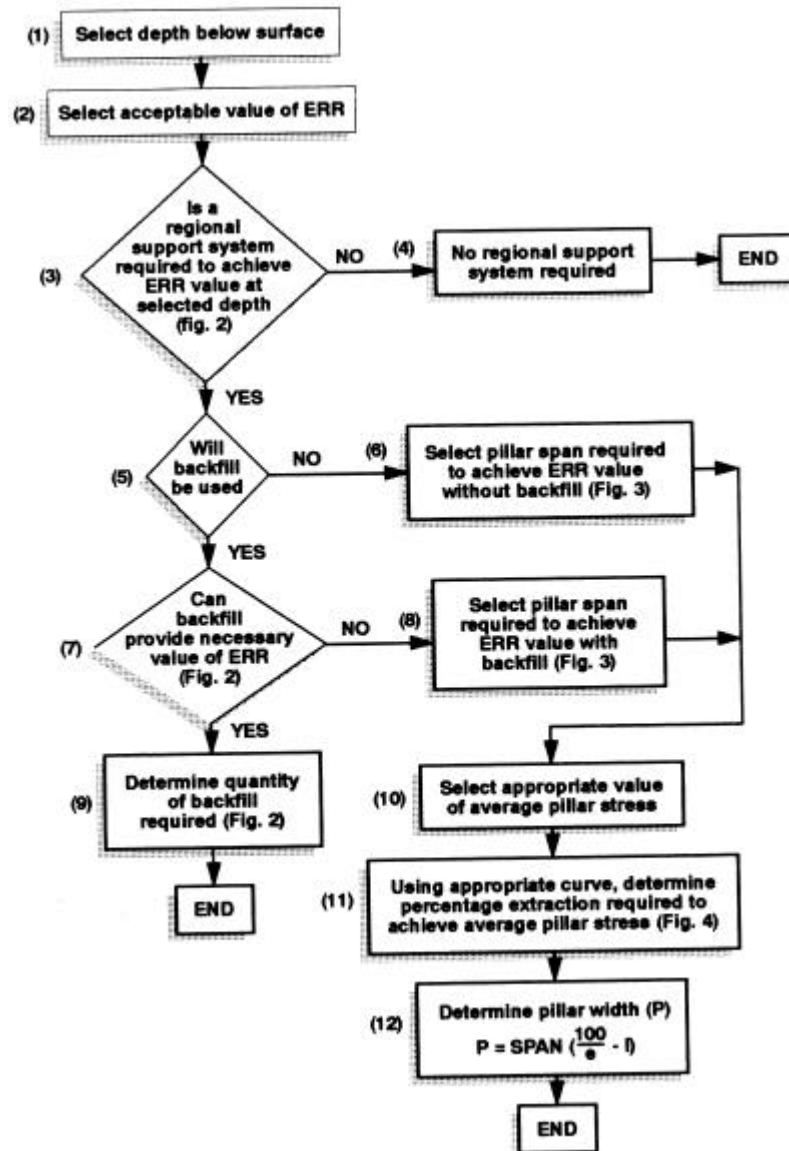 (1) Select depth below surface
(2) Select acceptable value of ERR
Is a
regional
support system
required to achieve
(3) ERR value at
selected depth
(fig. 2)
NO
(4) No regional support
system required
END
YES
Will
(5) backfill
be used
NO
(6) Select pillar span required
to achieve ERR value
without backfill (Fig. 3)
YES
Can
backfill
(7) provide necessary
value of ERR
(Fig. 2)
NO
(8) Select pillar span
required to achieve
ERR value with
backfill (Fig. 3)
YES
(9) Determine quantity
of backfill
required (Fig. 2)
END
(10) Select appropriate value
of average pillar stress
(11) Using appropriate curve, determine
percentage extraction required to
achieve average pillar stress (Fig. 4)
(12) Determine pillar width (P)
P = SPAN (100/e - I)
END